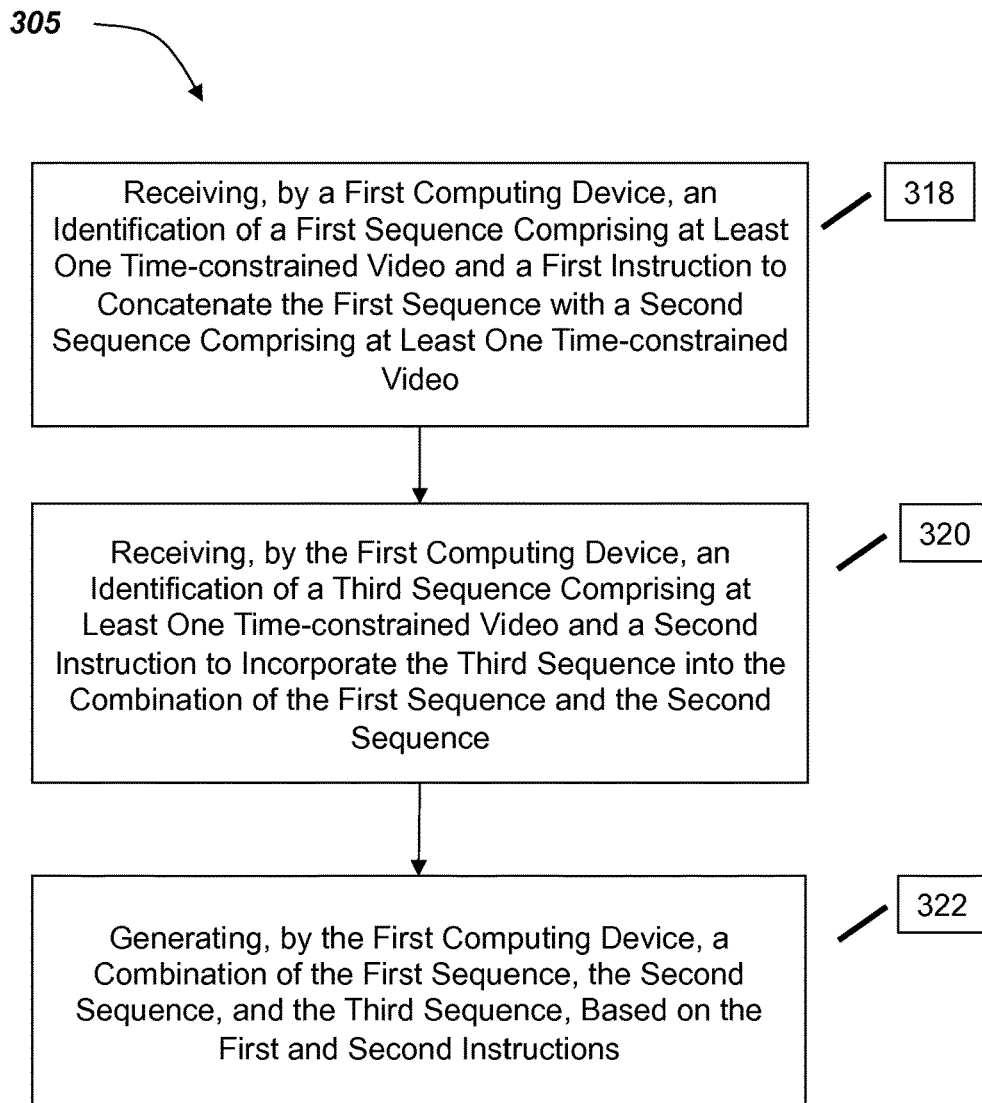 305
Receiving, by a First Computing Device, an
Identification of a First Sequence Comprising at Least
One Time-constrained Video and a First Instruction to
Concatenate the First Sequence with a Second
Sequence Comprising at Least One Time-constrained
Video
318
Receiving, by the First Computing Device, an
Identification of a Third Sequence Comprising at
Least One Time-constrained Video and a Second
Instruction to Incorporate the Third Sequence into the
Combination of the First Sequence and the Second
Sequence
320
Generating, by the First Computing Device, a
Combination of the First Sequence, the Second
Sequence, and the Third Sequence, Based on the
First and Second Instructions
322